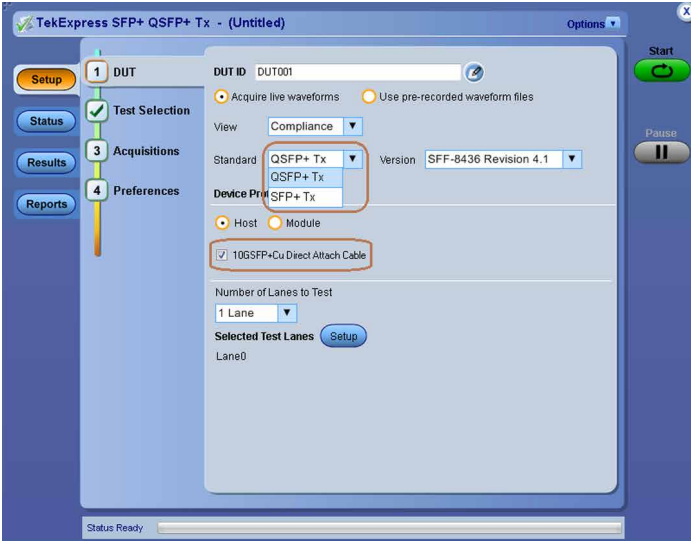 TekExpress SFP+ QSFP+ Tx - (Untitled)
Options
x
Start
Setup
1 DUT
DUT ID DUT001
Acquire live waveforms Use pre-recorded waveform files
Test Selection
Status
View Compliance
Pause
3 Acquisitions
Standard QSFP+ Tx Version SFF-8436 Revision 4.1
Results
QSFP+ Tx
4 Preferences
Device Pro
SFP+ Tx
Reports
Host Module
10GSFP+Cu Direct Attach Cable
Number of Lanes to Test
1 Lane
Selected Test Lanes Setup
Lane0
Status Ready